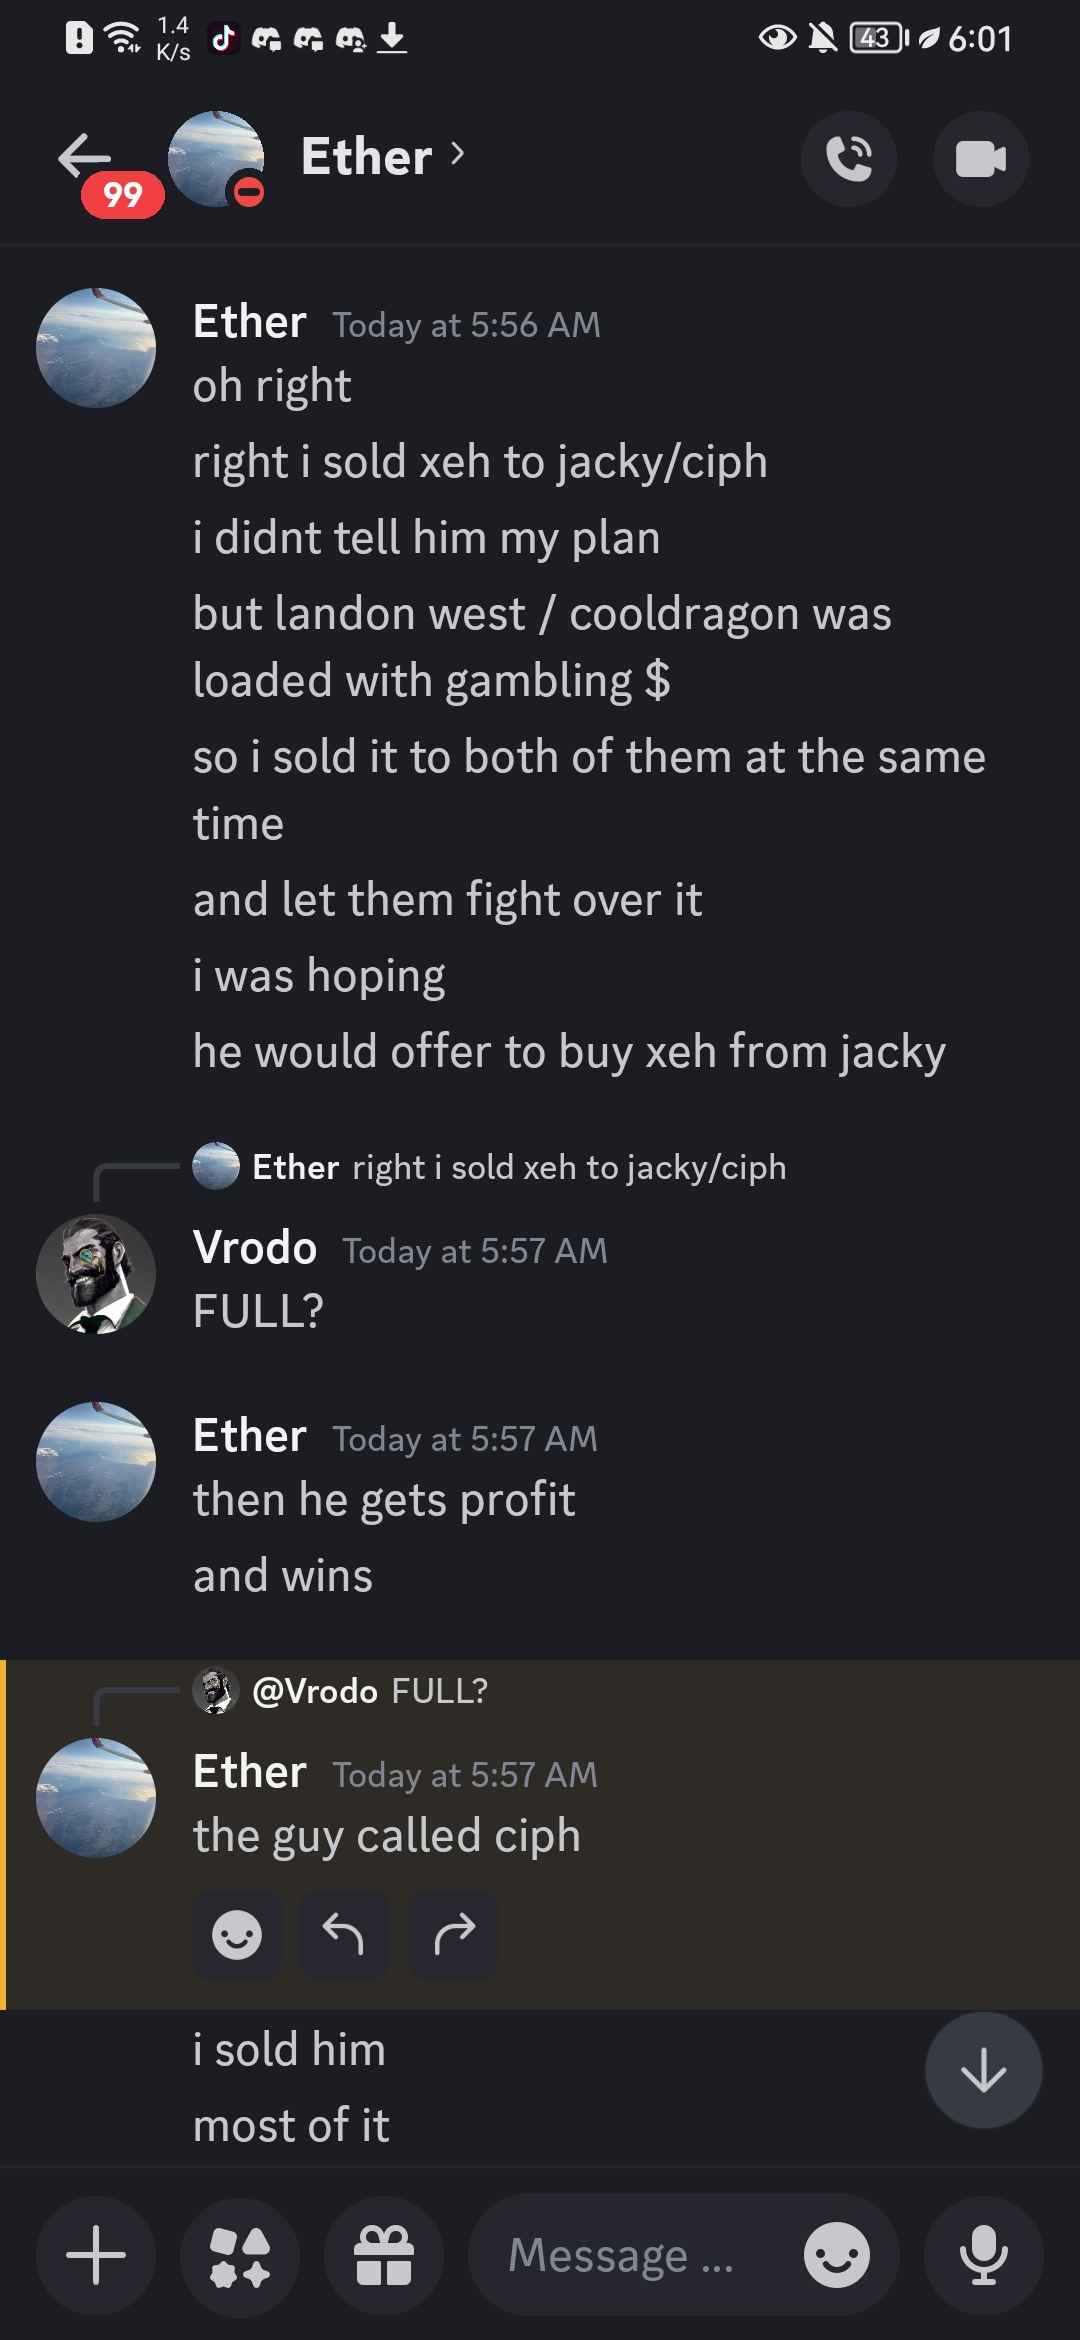 1.4
K/s
43
6:01
99
Ether
Ether Today at 5:56 AM
oh right
right i sold xeh to jacky/ciph
i didnt tell him my plan
but landon west / cooldragon was
loaded with gambling $
so i sold it to both of them at the same
time
and let them fight over it
i was hoping
he would offer to buy xeh from jacky
Ether right i sold xeh to jacky/ciph
Vrodo Today at 5:57 AM
FULL?
Ether Today at 5:57 AM
then he gets profit
and wins
@Vrodo FULL?
Ether Today at 5:57 AM
the guy called ciph
i sold him
most of it
Message ...